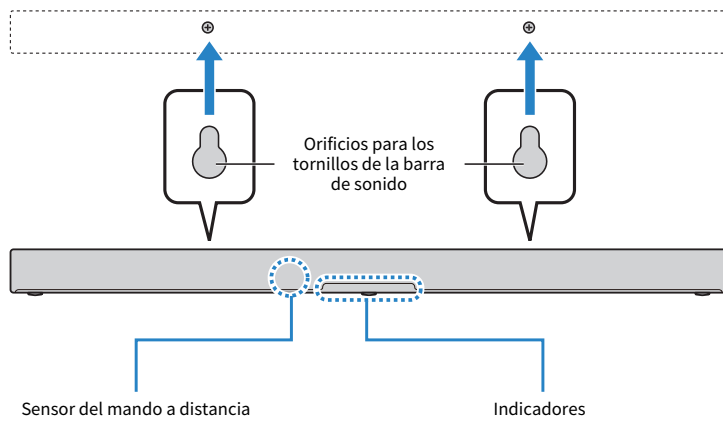 Orificios para los
tornillos de la barra
de sonido
Sensor del mando a distancia
Indicadores